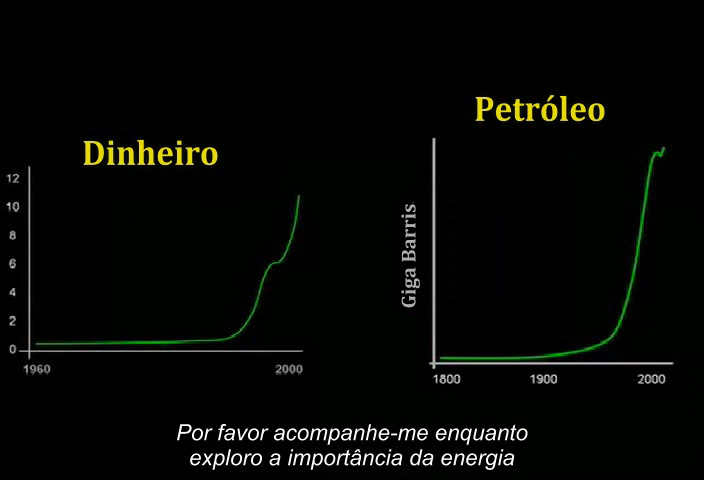 Dinheiro
12
10
8
6
4
2
0
1960
2000
Petróleo
Giga Barris
1800
1900
2000
Por favor acompanhe-me enquanto
exploro a importância da energia